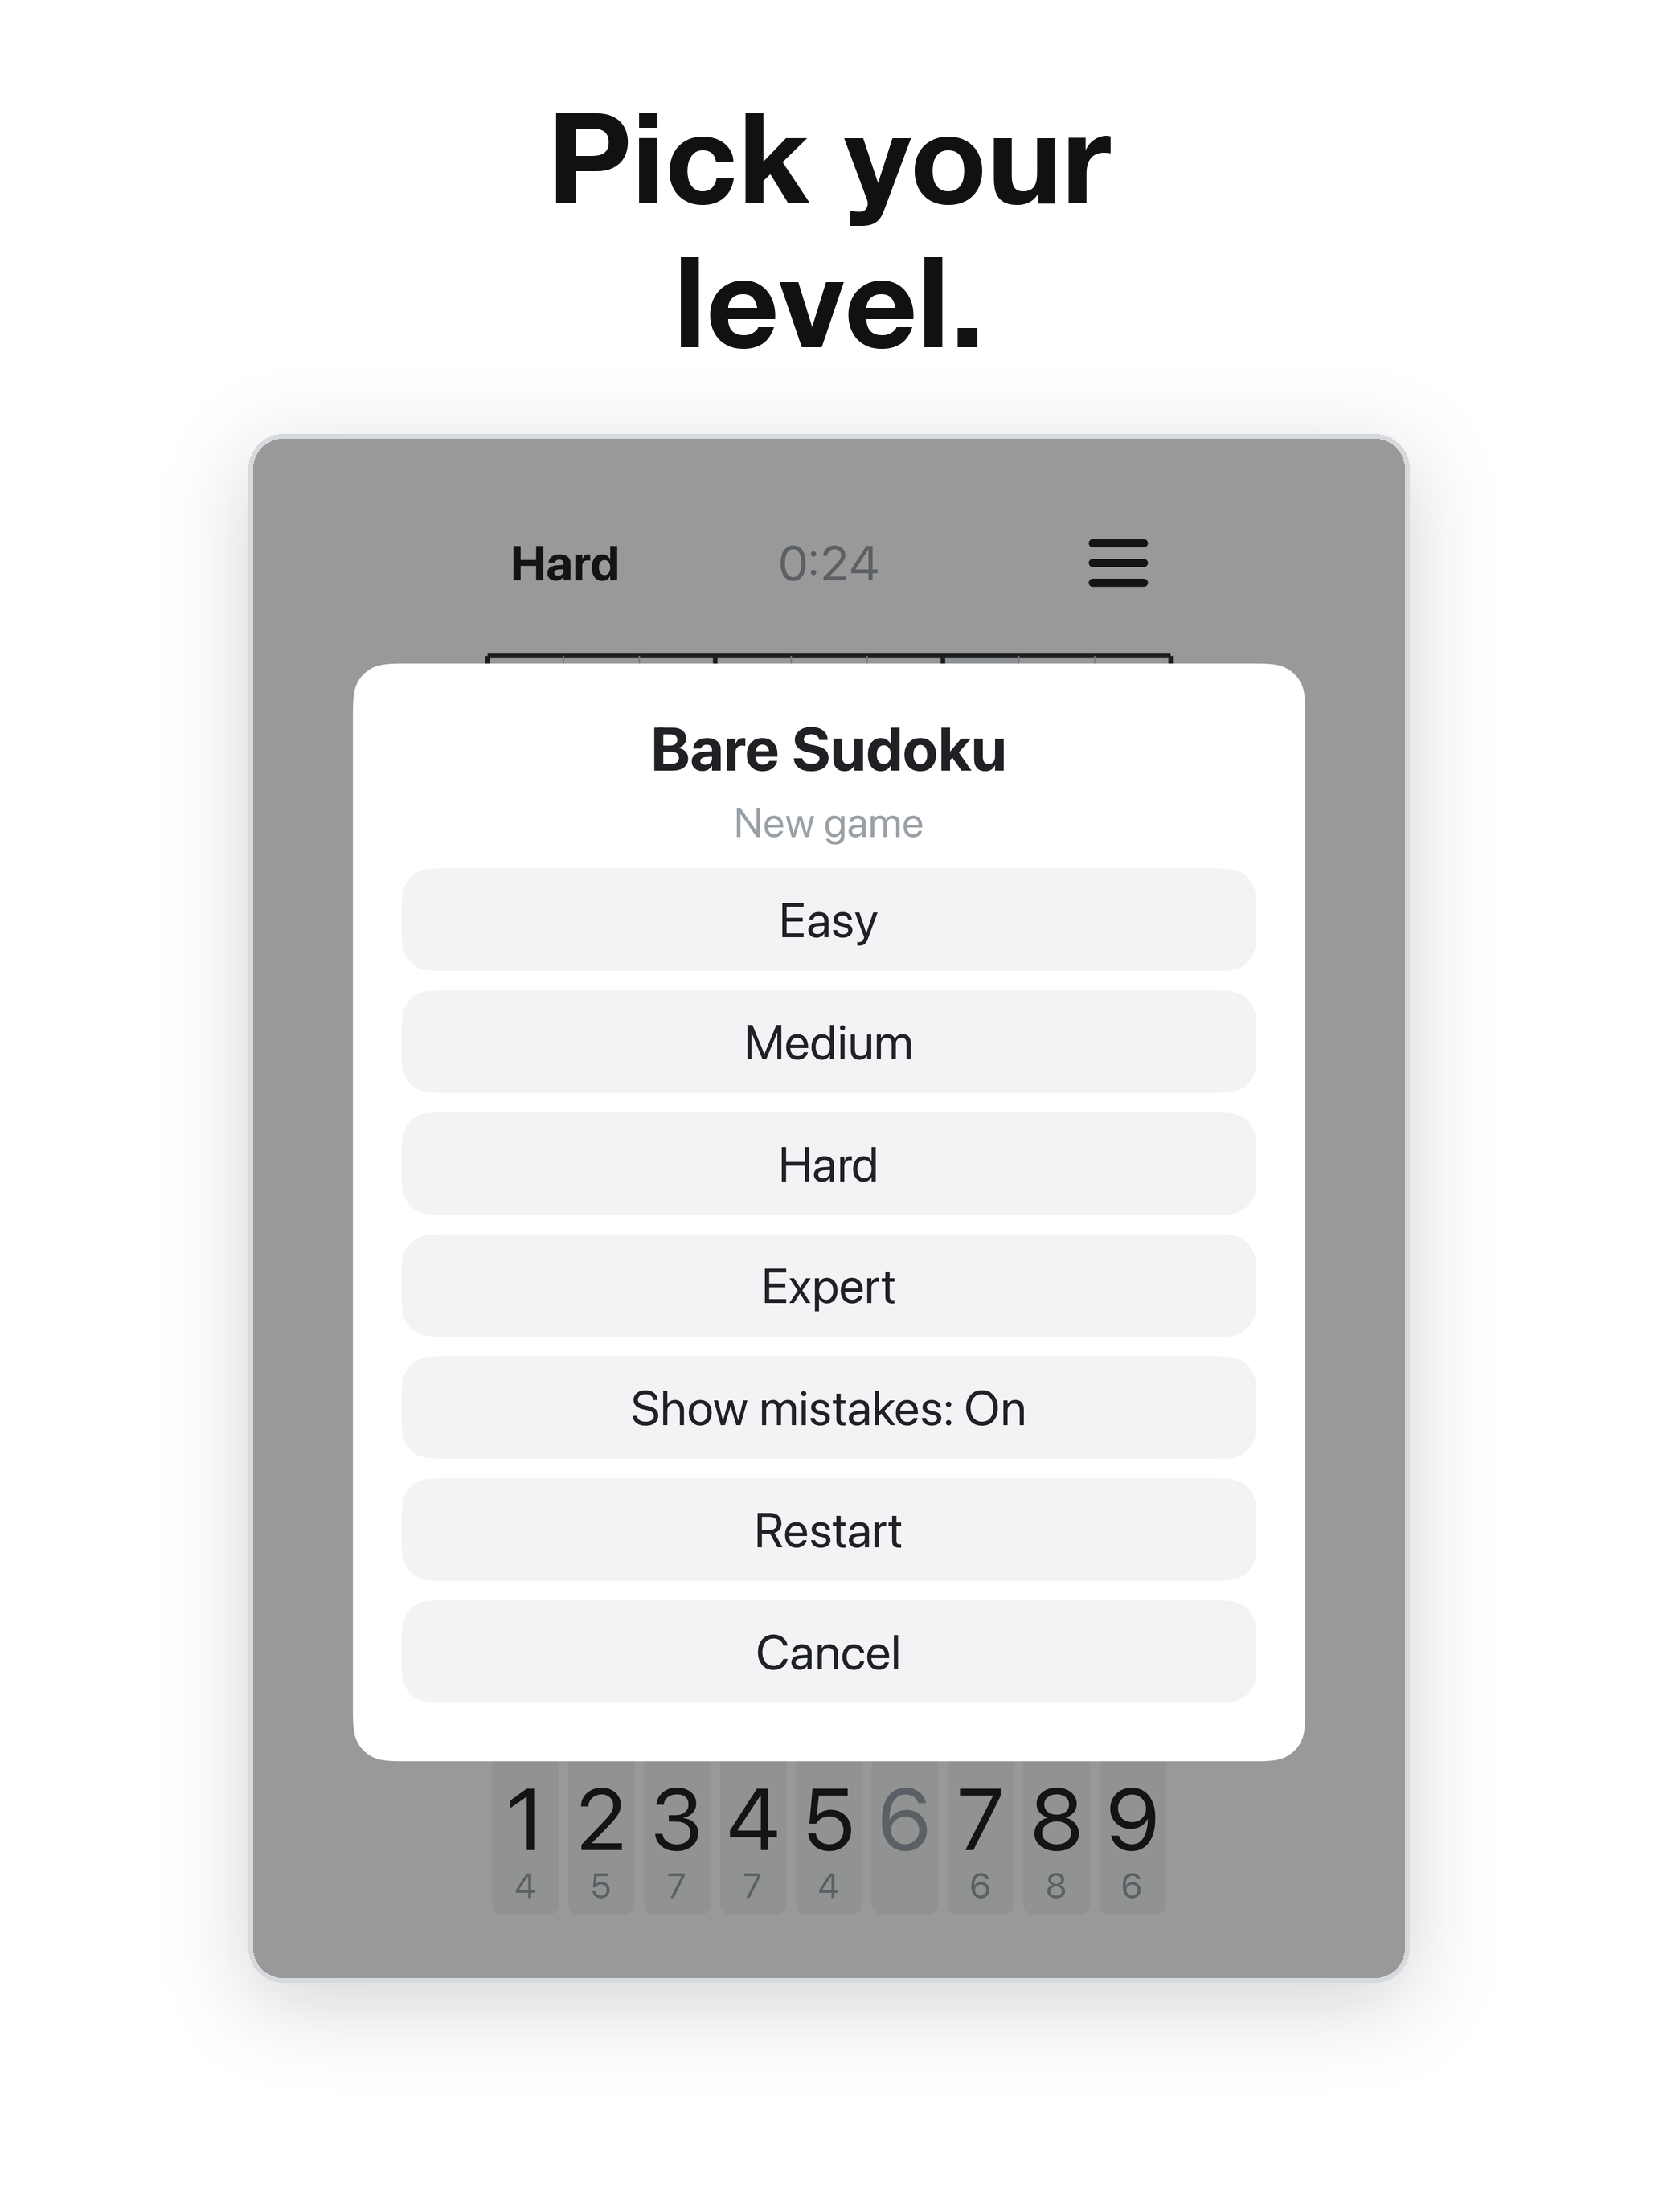 Pick your
level.
Hard 0:24
Bare Sudoku
New game
Easy
Medium
Hard
Expert
Show mistakes: On
Restart
Cancel
1 2 3 4 5 6 7 8 9
4 5 7 7 4 6 8 6